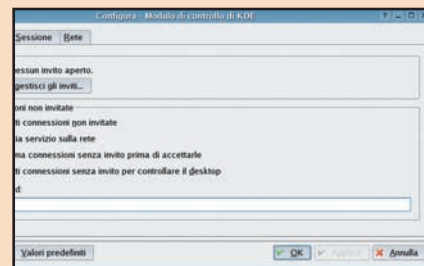 Configura - Modulo di controllo di KDE
Sessione Rete
essun invito aperto.
gestisci gli inviti...
oni non invitate
ti connessioni non invitate
ia servizio sulla rete
ma connessioni senza invito prima di accettarle
ti connessioni senza invito per controllare il desktop
d:
Valori predefiniti OK Applica Annulla